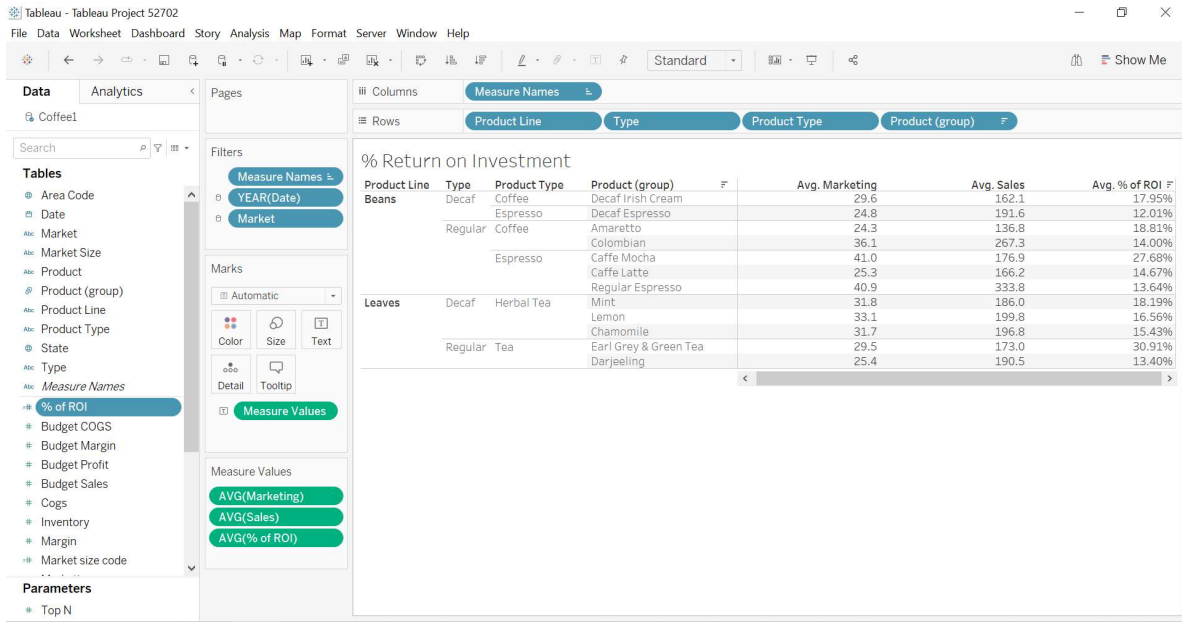 Tableau - Tableau Project 52702
File Data Worksheet Dashboard Story Analysis Map Format Server Window Help
Standard Show Me
Data Analytics
Coffee1
Search
Tables
Area Code
Date
Abc Market
Abc Market Size
Abc Product
Product (group)
Abc Product Line
Abc Product Type
State
Abc Type
Abc Measure Names
=# % of ROI
# Budget COGS
# Budget Margin
# Budget Profit
# Budget Sales
# Cogs
# Inventory
# Margin
=# Market size code
Parameters
# Top N
Pages
Filters
Measure Names
YEAR(Date)
Market
Marks
Automatic
Color Size Text
Detail Tooltip
Measure Values
Measure Values
AVG(Marketing)
AVG(Sales)
AVG(% of ROI)
Columns Measure Names
Rows Product Line Type Product Type Product (group)
% Return on Investment
Product Line Type Product Type Product (group) Avg. Marketing Avg. Sales Avg. % of ROI
Beans Decaf Coffee Decaf Irish Cream 29.6 162.1 17.95%
Espresso Decaf Espresso 24.8 191.6 12.01%
Regular Coffee Amaretto 24.3 136.8 18.81%
Colombian 36.1 267.3 14.00%
Espresso Caffe Mocha 41.0 176.9 27.68%
Caffe Latte 25.3 166.2 14.67%
Regular Espresso 40.9 333.8 13.64%
Leaves Decaf Herbal Tea Mint 31.8 186.0 18.19%
Lemon 33.1 199.8 16.56%
Chamomile 31.7 196.8 15.43%
Regular Tea Earl Grey & Green Tea 29.5 173.0 30.91%
Darjeeling 25.4 190.5 13.40%